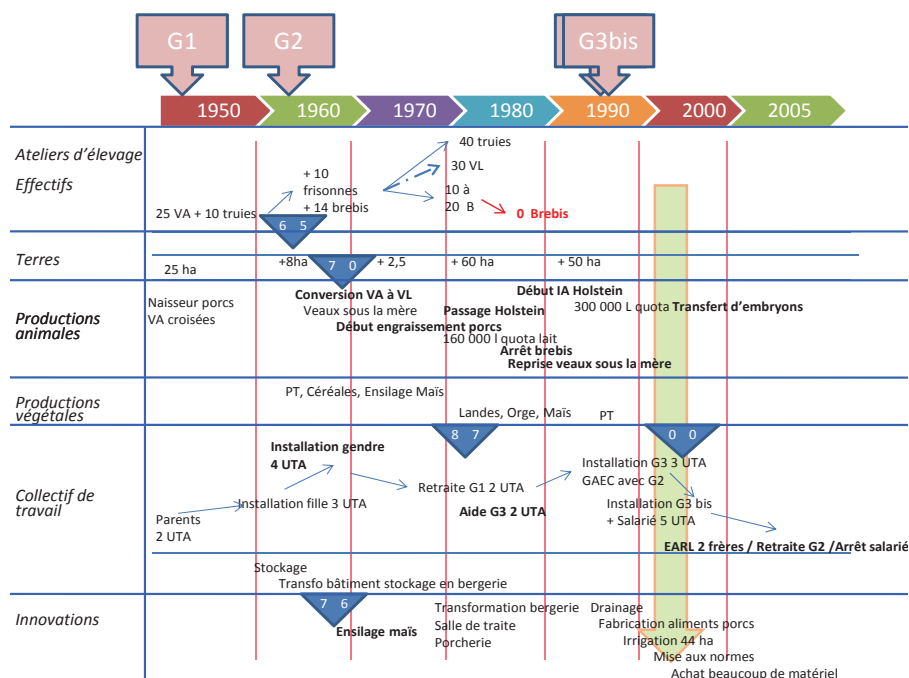 G1
G2
G3bis
1950
1960
1970
1980
1990
2000
2005
Ateliers d'élevage
Effectifs
25 VA + 10 truies
+ 10
frisonnes
+ 14 brebis
40 truies
30 VL
10 à
20 B
0 Brebis
6 5
Terres
25 ha
+8ha
7 0
+ 2,5
+ 60 ha
+ 50 ha
Productions
animales
Naisseur porcs
VA croisées
Conversion VA à VL
Veaux sous la mère
Début engraissement porcs
Début IA Holstein
Passage Holstein
300 000 L quota
Transfert d'embryons
160 000 l quota lait
Arrêt brebis
Reprise veaux sous la mère
Productions
végétales
PT, Céréales, Ensilage Maïs
Landes, Orge, Maïs
PT
8 7
0 0
Collectif de
travail
Parents
2 UTA
Installation fille 3 UTA
Installation gendre
4 UTA
Retraite G1 2 UTA
Aide G3 2 UTA
Installation G3 3 UTA
GAEC avec G2
Installation G3 bis
+ Salarié 5 UTA
EARL 2 frères / Retraite G2 /Arrêt salarié
Innovations
Stockage
Transfo bâtiment stockage en bergerie
7 6
Ensilage maïs
Transformation bergerie
Salle de traite
Porcherie
Drainage
Fabrication aliments porcs
Irrigation 44 ha
Mise aux normes
Achat beaucoup de matériel